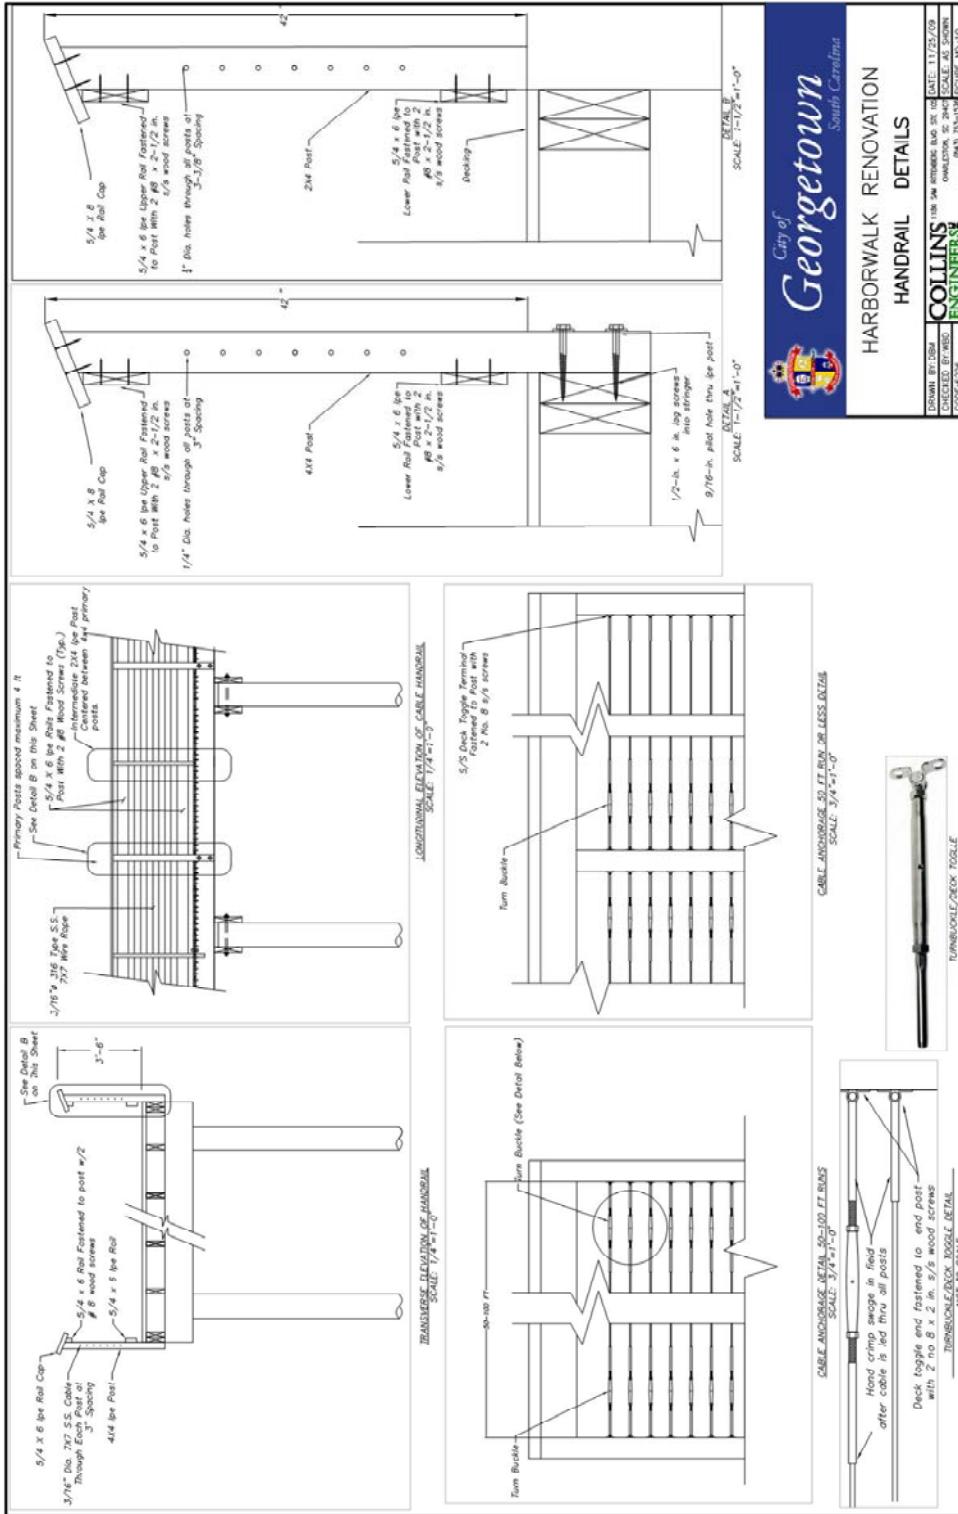 See Detail B
on This Sheet
3'-6"
5/4 X 6 Ipe Rail Cap
3/16" Dia. 7X7 S.S. Cable
Through Each Post at
3" Spacing
4X4 Ipe Post
5/4 x 6 Rail Fastened to post w/2
# 8 wood screws
TRANSVERSE ELEVATION OF HANDRAIL
SCALE: 1/4"=1'-0"
Primary Posts spaced maximum 4 ft
See Detail B on this Sheet
5/4 X 6 Ipe Rails Fastened to
Post With 2 #8 Wood Screws (Typ.)
Intermediate 2X4 Ipe Post
Centered between 4x4 primary
posts.
3/16"ø 316 Type S.S.
7X7 Wire Rope
LONGITUDINAL ELEVATION OF CABLE HANDRAIL
SCALE: 1/4"=1'-0"
5/4 X 8
Ipe Rail Cap
5/4 x 6 Ipe Upper Rail Fastened
to Post With 2 #8 x 2-1/2 in.
s/s wood screws
1/4" Dia. holes through all posts at
3" Spacing
42"
4X4 Post
5/4 x 6 Ipe
Lower Rail Fastened to
Post with 2
#8 x 2-1/2 in.
s/s wood screws
1/2-in. x 6 in. lag screws
into stringer
9/16-in. pilot hole thru ipe post
DETAIL A
SCALE: 1-1/2"=1'-0"
5/4 X 8
Ipe Rail Cap
5/4 x 6 Ipe Upper Rail Fastened
to Post With 2 #8 x 2-1/2 in.
s/s wood screws
Dia. holes through all posts at
3-3/8" Spacing
42"
2X4 Post
5/4 x 6 Ipe
Lower Rail Fastened to
Post with 2
#8 x 2-1/2 in.
s/s wood screws
Decking
DETAIL B
SCALE: 1-1/2"=1'-0"
50-100 FT
Turn Buckle
Turn Buckle (See Detail Below)
CABLE ANCHORAGE DETAIL 50-100 FT RUNS
SCALE: 3/4"=1'-0"
Turn Buckle
S/S Deck Toggle Terminal
Fastened to Post with
2 No. 8 s/s screws
CABLE ANCHORAGE 50 FT RUN OR LESS DETAIL
SCALE: 3/4"=1'-0"
Hand crimp swage in field
after cable is led thru all posts
Deck toggle end fastened to end post
with 2 no 8 x 2 in. s/s wood screws
TURNBUCKLE/DECK TOGGLE DETAIL
TURNBUCKLE/DECK TOGGLE
City of
Georgetown
South Carolina
HARBORWALK RENOVATION
HANDRAIL DETAILS
DRAWN BY: DBM
CHECKED BY: WBD
COLLINS
ENGINEERS
CHARLESTON, SC
DATE: 11/25/09
SCALE: AS SHOWN